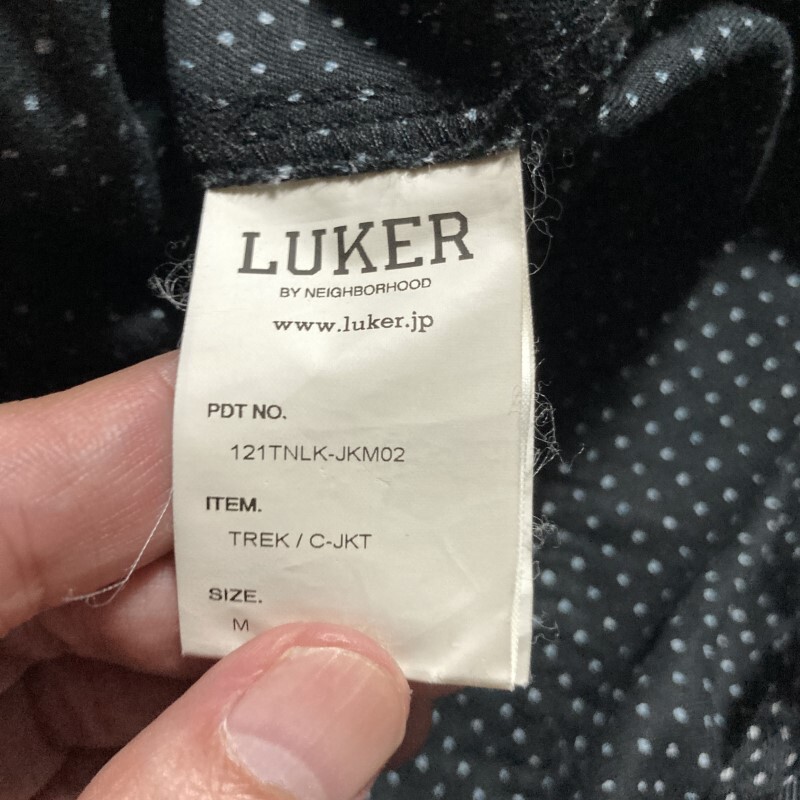 LUKER
BY NEIGHBORHOOD
www.luker.jp
PDT NO.
121TNLK-JKM02
ITEM.
TREK / C-JKT
SIZE.
M